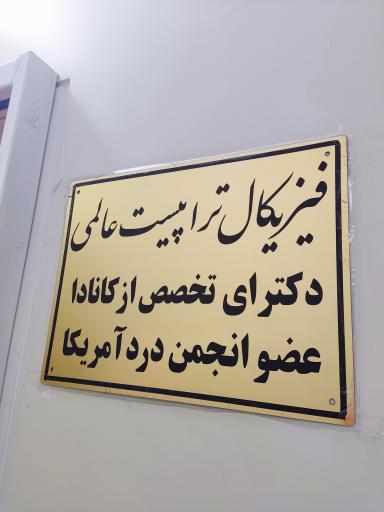 فیزیکال تراپیست عالمی
دکترای تخصص از کانادا
عضو انجمن درد آمریکا